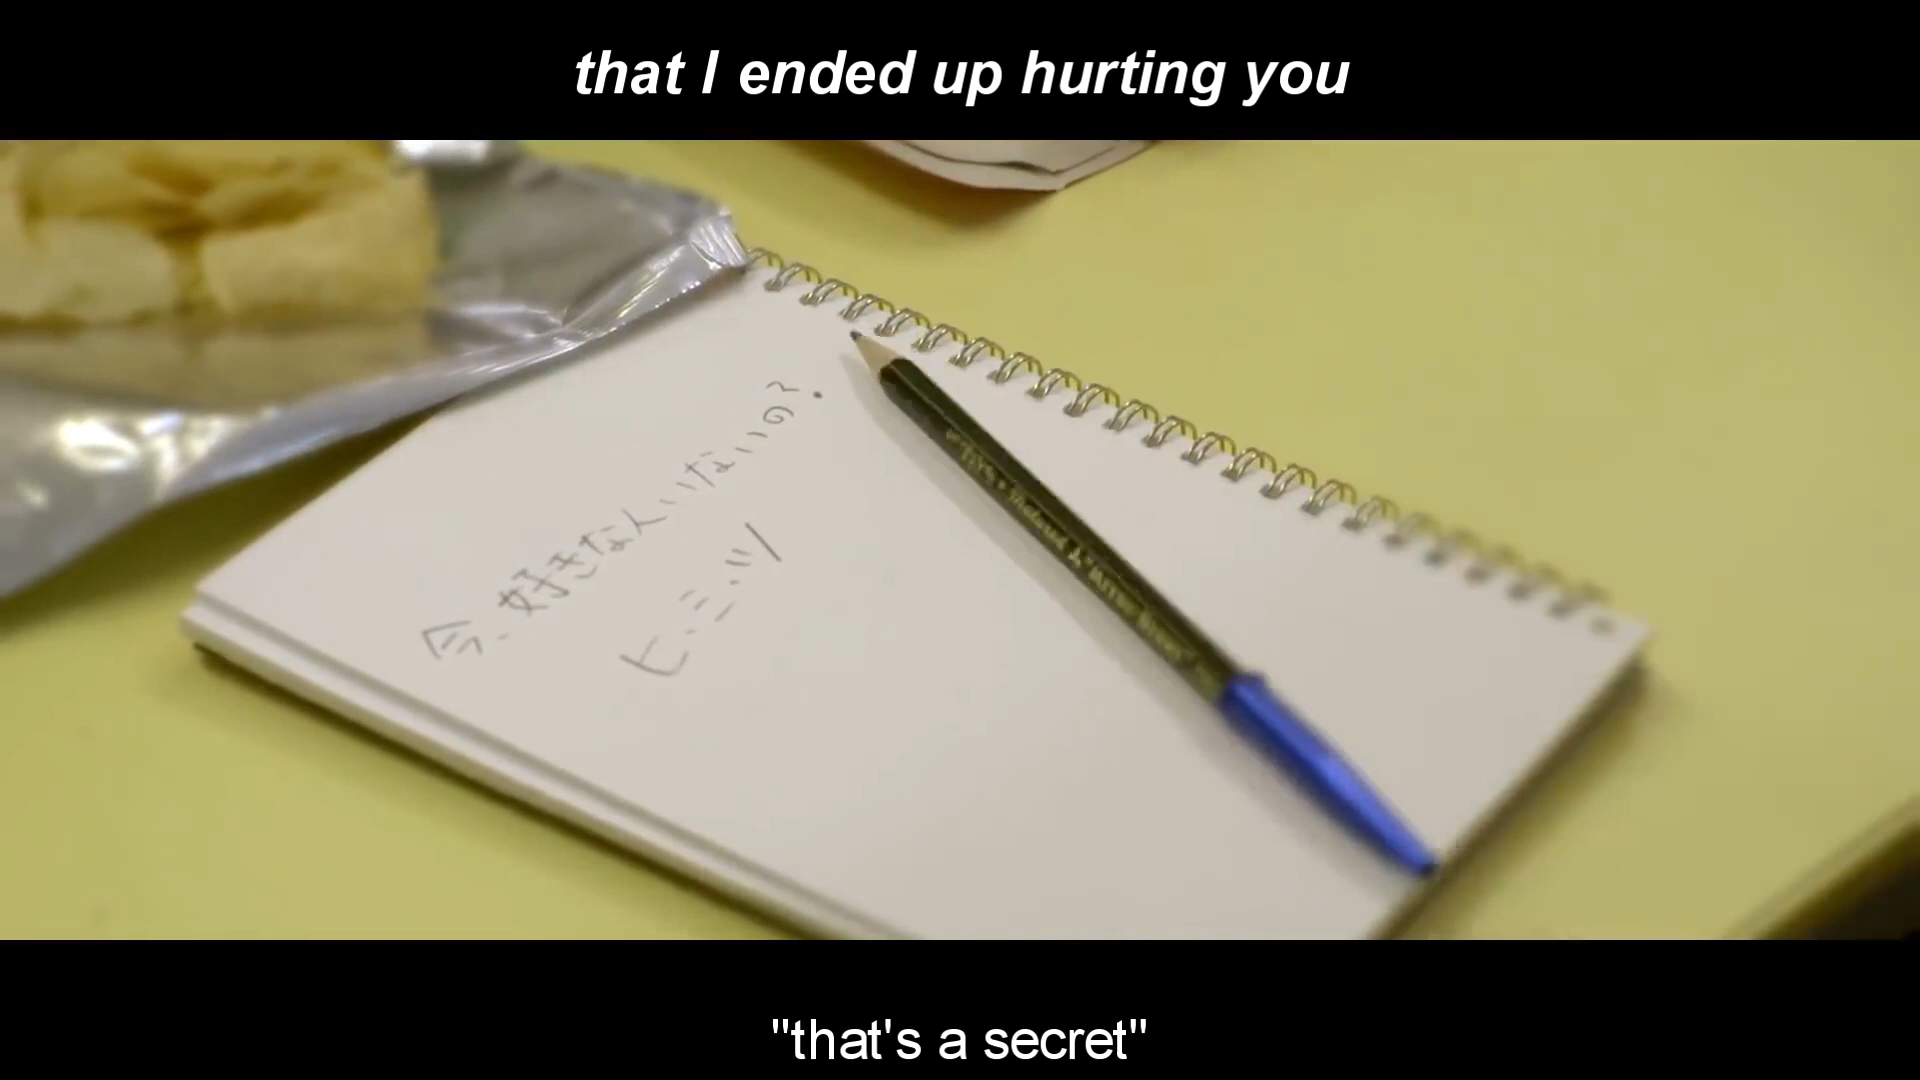 that I ended up hurting you
今、好きな人いないの?
ヒ・ミ・ツ
"that's a secret"